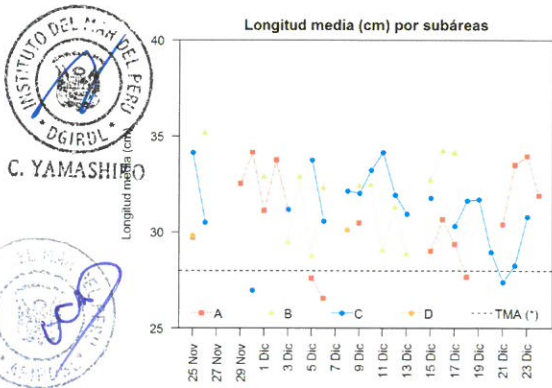 Longitud media (cm) por subáreas
INSTITUTO DEL MAR DEL PERU
DGIRDL
C. YAMASHIRO
Longitud media (cm)
40
35
30
25
A B C D TMA (*)
25 Nov
27 Nov
29 Nov
1 Dic
3 Dic
5 Dic
7 Dic
9 Dic
11 Dic
13 Dic
15 Dic
17 Dic
19 Dic
21 Dic
23 Dic